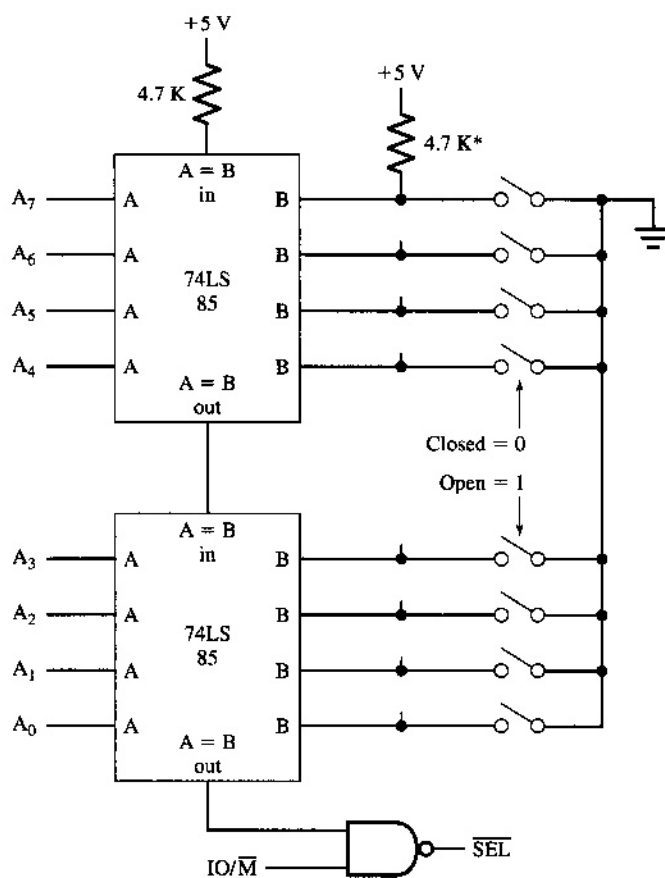 +5 V
4.7 K
+5 V
4.7 K*
A = B
in
A₇ A B
A₆ A B
74LS
85
A₅ A B
A₄ A B
A = B
out
Closed = 0
Open = 1
A = B
in
A₃ A B
A₂ A B
74LS
85
A₁ A B
A₀ A B
A = B
out
IO/M̅
S̅E̅L̅